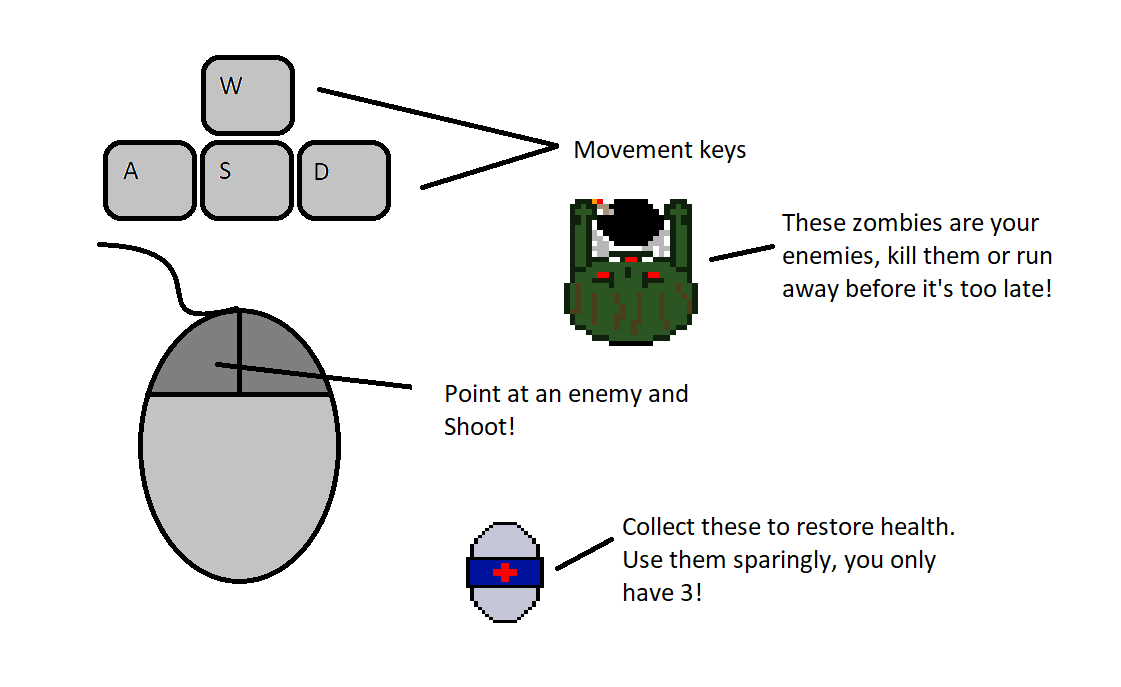 W
A S D
Movement keys
These zombies are your
enemies, kill them or run
away before it's too late!
Point at an enemy and
Shoot!
Collect these to restore health.
Use them sparingly, you only
have 3!